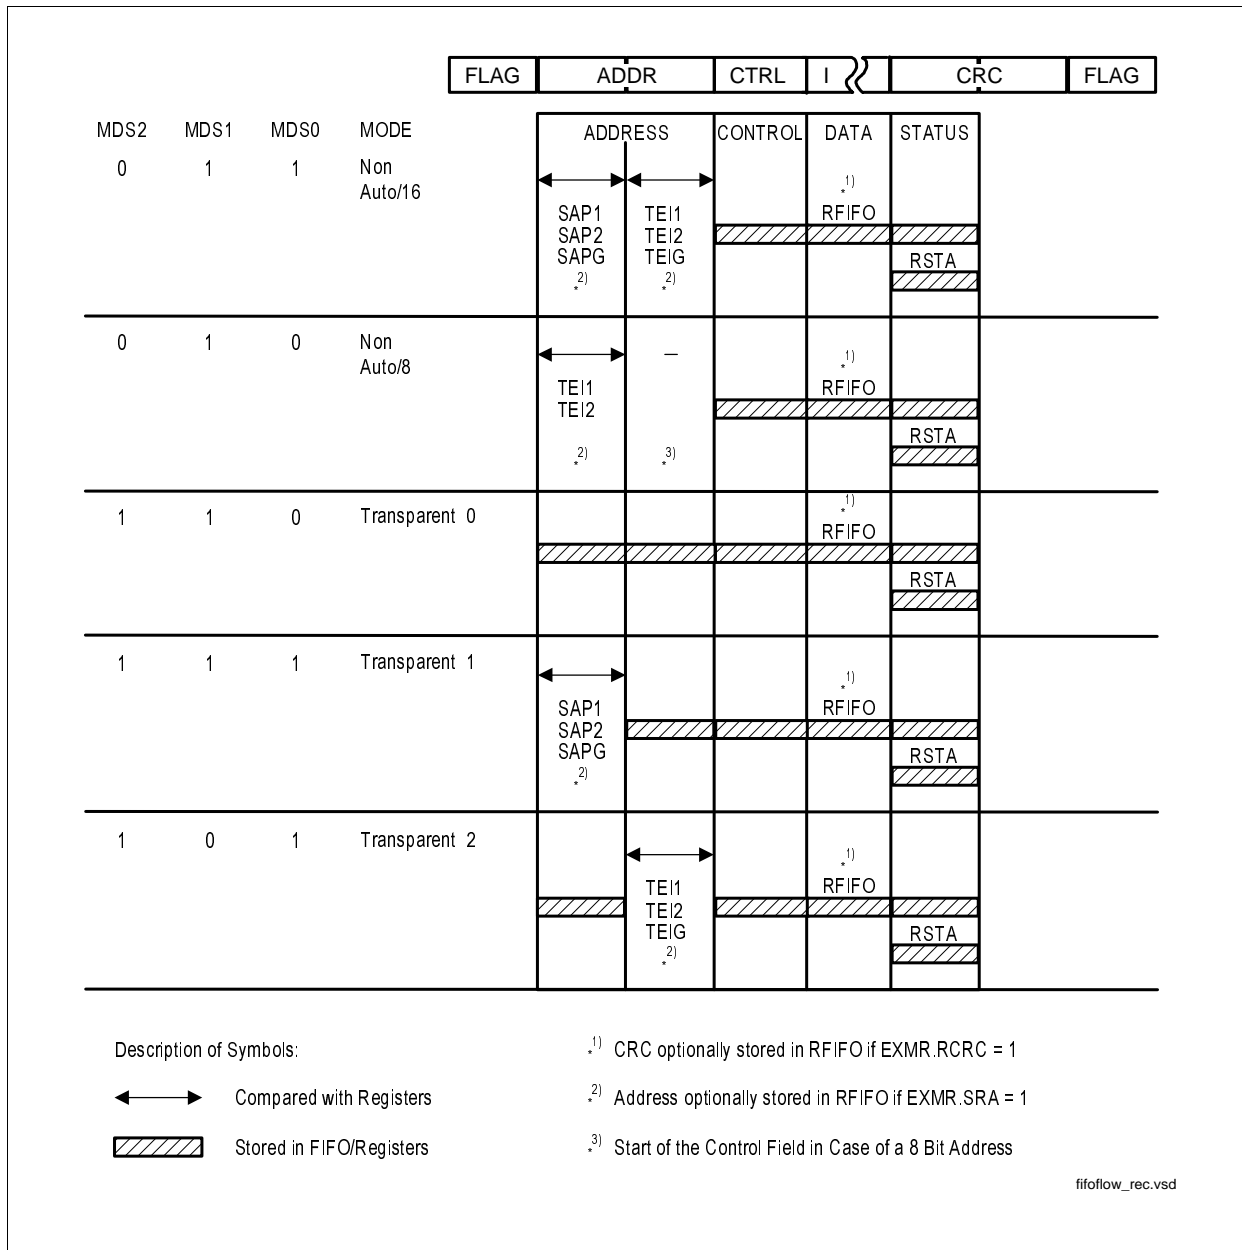 FLAG ADDR CTRL I CRC FLAG
MDS2 MDS1 MDS0 MODE ADDRESS CONTROL DATA STATUS
0 1 1 Non
Auto/16
*1)
SAP1 TEI1 RFIFO
SAP2 TEI2
SAPG TEIG RSTA
*2) *2)
0 1 0 Non
Auto/8
– *1)
TEI1 RFIFO
TEI2
RSTA
*2) *3)
*1)
1 1 0 Transparent 0
RFIFO
RSTA
1 1 1 Transparent 1
*1)
SAP1 RFIFO
SAP2
SAPG RSTA
*2)
1 0 1 Transparent 2
*1)
TEI1 RFIFO
TEI2
TEIG RSTA
*2)
Description of Symbols: *1) CRC optionally stored in RFIFO if EXMR.RCRC = 1
Compared with Registers *2) Address optionally stored in RFIFO if EXMR.SRA = 1
Stored in FIFO/Registers *3) Start of the Control Field in Case of a 8 Bit Address
fifoflow_rec.vsd